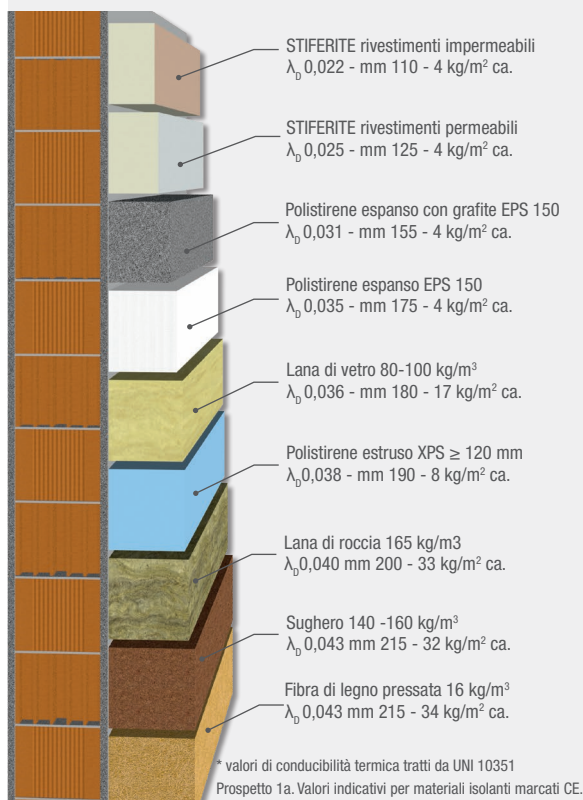 STIFERITE rivestimenti impermeabili
λD 0,022 - mm 110 - 4 kg/m² ca.
STIFERITE rivestimenti permeabili
λD 0,025 - mm 125 - 4 kg/m² ca.
Polistirene espanso con grafite EPS 150
λD 0,031 - mm 155 - 4 kg/m² ca.
Polistirene espanso EPS 150
λD 0,035 - mm 175 - 4 kg/m² ca.
Lana di vetro 80-100 kg/m³
λD 0,036 - mm 180 - 17 kg/m² ca.
Polistirene estruso XPS ≥ 120 mm
λD 0,038 - mm 190 - 8 kg/m² ca.
Lana di roccia 165 kg/m3
λD 0,040 mm 200 - 33 kg/m² ca.
Sughero 140 -160 kg/m³
λD 0,043 mm 215 - 32 kg/m² ca.
Fibra di legno pressata 16 kg/m³
λD 0,043 mm 215 - 34 kg/m² ca.
* valori di conducibilità termica tratti da UNI 10351
Prospetto 1a. Valori indicativi per materiali isolanti marcati CE.